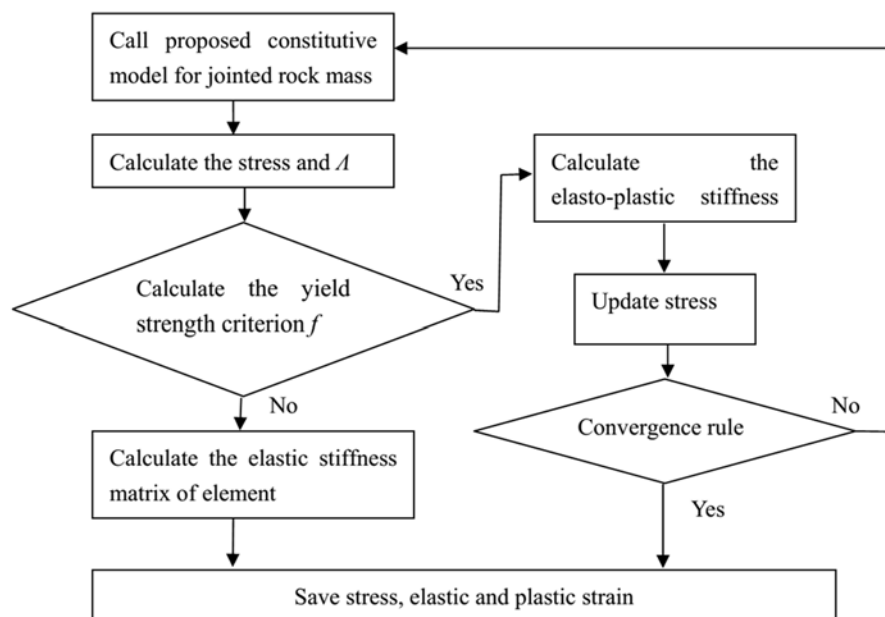 Call proposed constitutive
model for jointed rock mass
Calculate the stress and Λ
Calculate the yield
strength criterion f
Yes
No
Calculate the elastic stiffness
matrix of element
Calculate the
elasto-plastic stiffness
Update stress
Convergence rule
No
Yes
Save stress, elastic and plastic strain